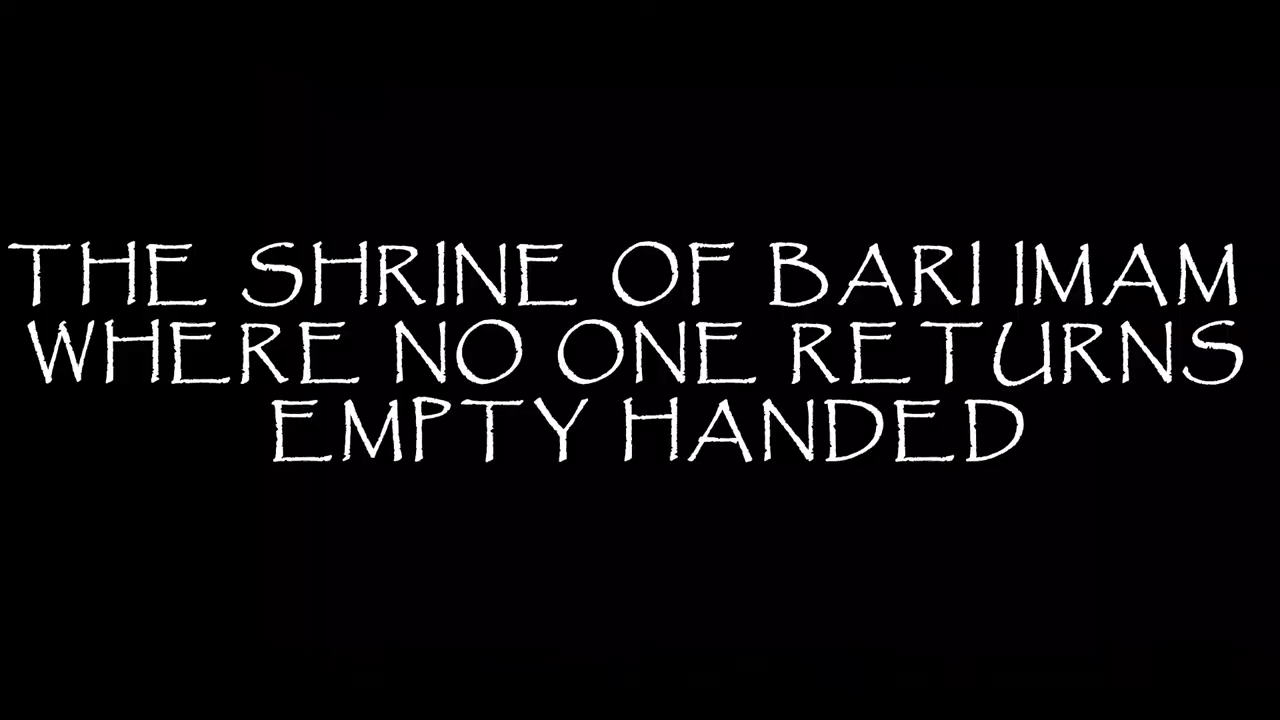 THE SHRINE OF BARI IMAM
WHERE NO ONE RETURNS
EMPTY HANDED